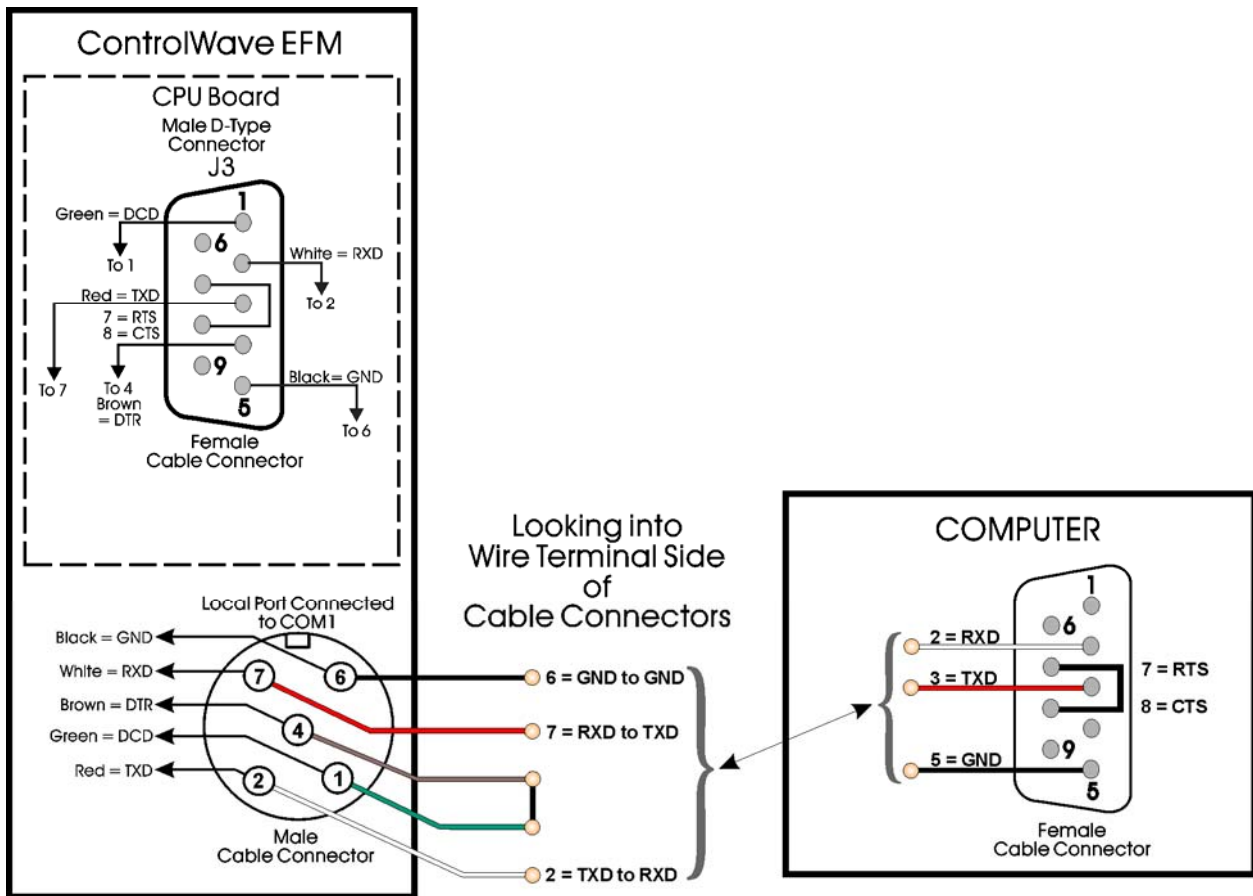 ControlWave EFM
CPU Board
Male D-Type
Connector
J3
1
Green = DCD
6
To 1
White = RXD
To 2
Red = TXD
7 = RTS
8 = CTS
9
To 7
To 4
Brown
= DTR
Black= GND
5
To 6
Female
Cable Connector
Local Port Connected
to COM1
Black = GND
White = RXD
Brown = DTR
Green = DCD
Red = TXD
6
7
4
1
2
Male
Cable Connector
Looking into
Wire Terminal Side
of
Cable Connectors
6 = GND to GND
7 = RXD to TXD
2 = TXD to RXD
COMPUTER
1
6
2 = RXD
3 = TXD
7 = RTS
8 = CTS
9
5 = GND
5
Female
Cable Connector